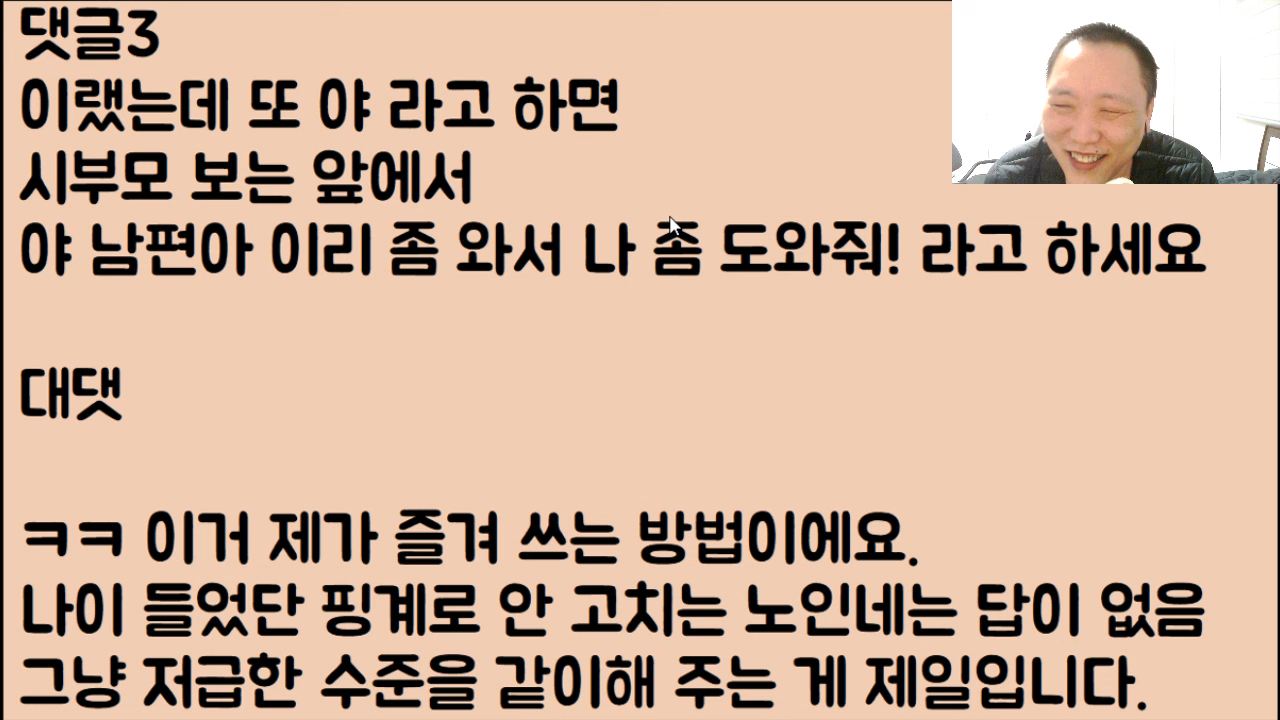 댓글3
이랬는데 또 야 라고 하면
시부모 보는 앞에서
야 남편아 이리 좀 와서 나 좀 도와줘! 라고 하세요
대댓
ㅋㅋ 이거 제가 즐겨 쓰는 방법이에요.
나이 들었단 핑계로 안 고치는 노인네는 답이 없음
그냥 저급한 수준을 같이해 주는 게 제일입니다.